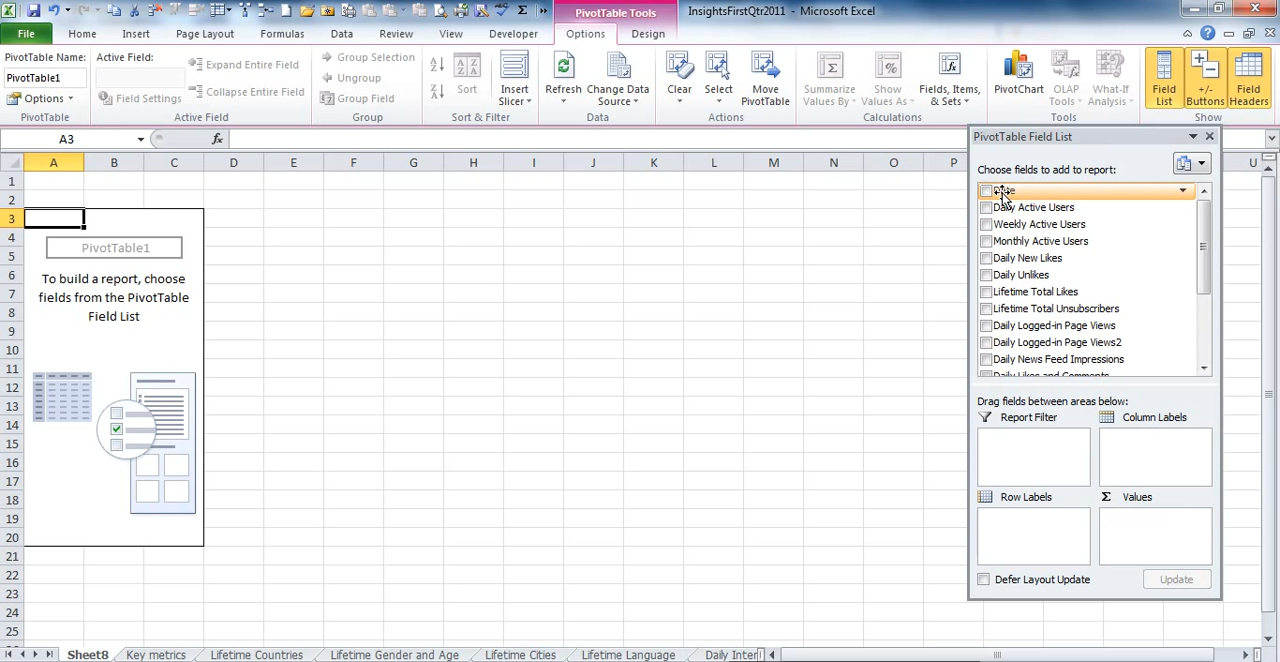 PivotTable Tools
InsightsFirstQtr2011 - Microsoft Excel
File Home Insert Page Layout Formulas Data Review View Developer Options Design
PivotTable Name:
PivotTable1
Options
PivotTable
Active Field:
Field Settings
Expand Entire Field
Collapse Entire Field
Active Field
Group Selection
Ungroup
Group Field
Group
Sort
Insert
Slicer
Sort & Filter
Refresh
Change Data
Source
Data
Clear
Select
Move
PivotTable
Actions
Summarize
Values By
Show
Values As
Fields, Items,
& Sets
Calculations
PivotChart
OLAP
Tools
What-If
Analysis
Tools
Field
List
+/-
Buttons
Field
Headers
Show
A3
fx
A B C D E F G H I J K L M N O P U
1
2
3
4
5
6
7
8
9
10
11
12
13
14
15
16
17
18
19
20
21
22
23
24
25
PivotTable1
To build a report, choose
fields from the PivotTable
Field List
PivotTable Field List
Choose fields to add to report:
Daily Active Users
Weekly Active Users
Monthly Active Users
Daily New Likes
Daily Unlikes
Lifetime Total Likes
Lifetime Total Unsubscribers
Daily Logged-in Page Views
Daily Logged-in Page Views2
Daily News Feed Impressions
Daily Likes and Comments
Drag fields between areas below:
Report Filter
Column Labels
Row Labels
Σ Values
Defer Layout Update
Update
Sheet8 Key metrics Lifetime Countries Lifetime Gender and Age Lifetime Cities Lifetime Language Daily Inter